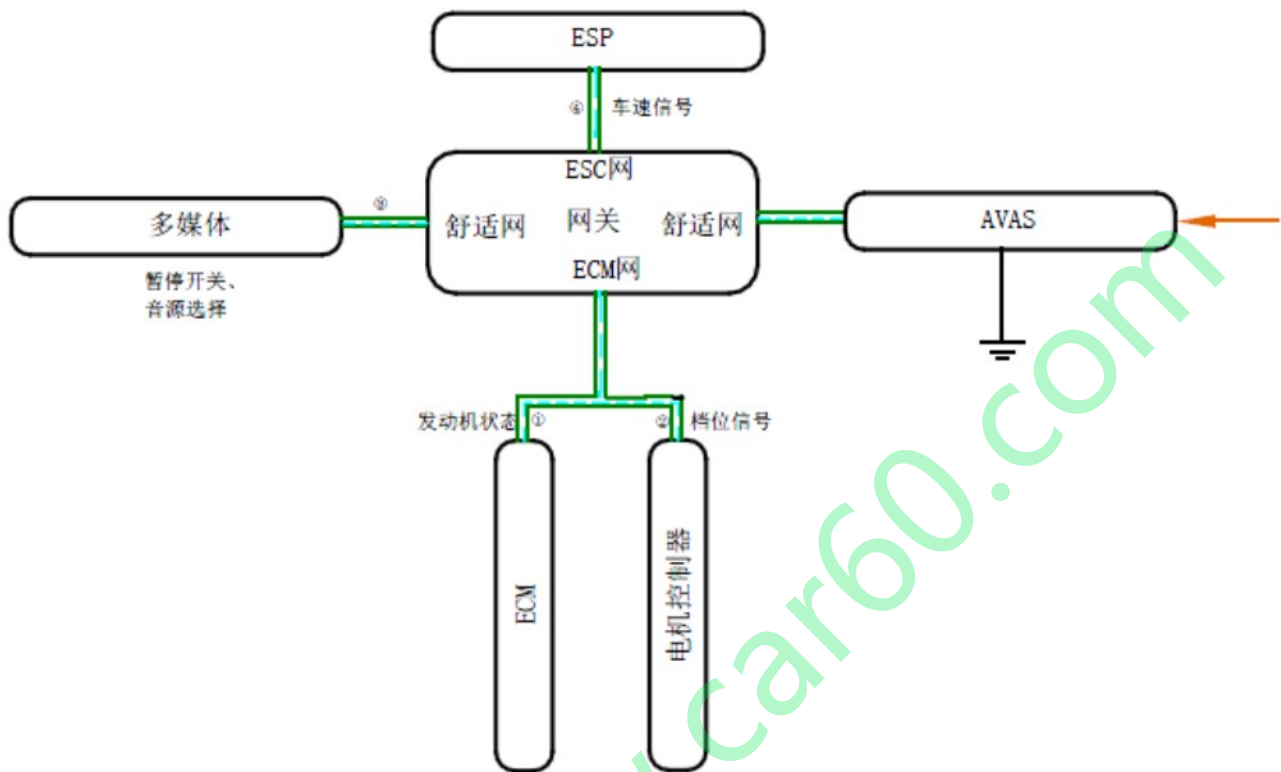 ESP
④ 车速信号
ESC网
舒适网 网关 舒适网
ECM网
③
多媒体
暂停开关、
音源选择
AVAS
发动机状态 ①
② 档位信号
ECM
电机控制器
car60.com